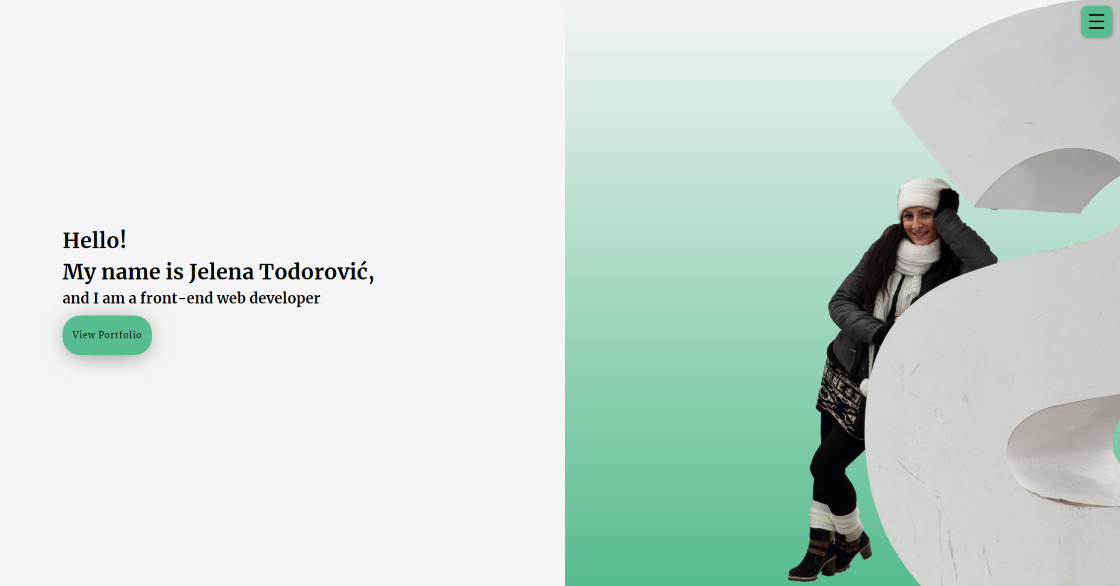 Hello!
My name is Jelena Todorović,
and I am a front-end web developer
View Portfolio